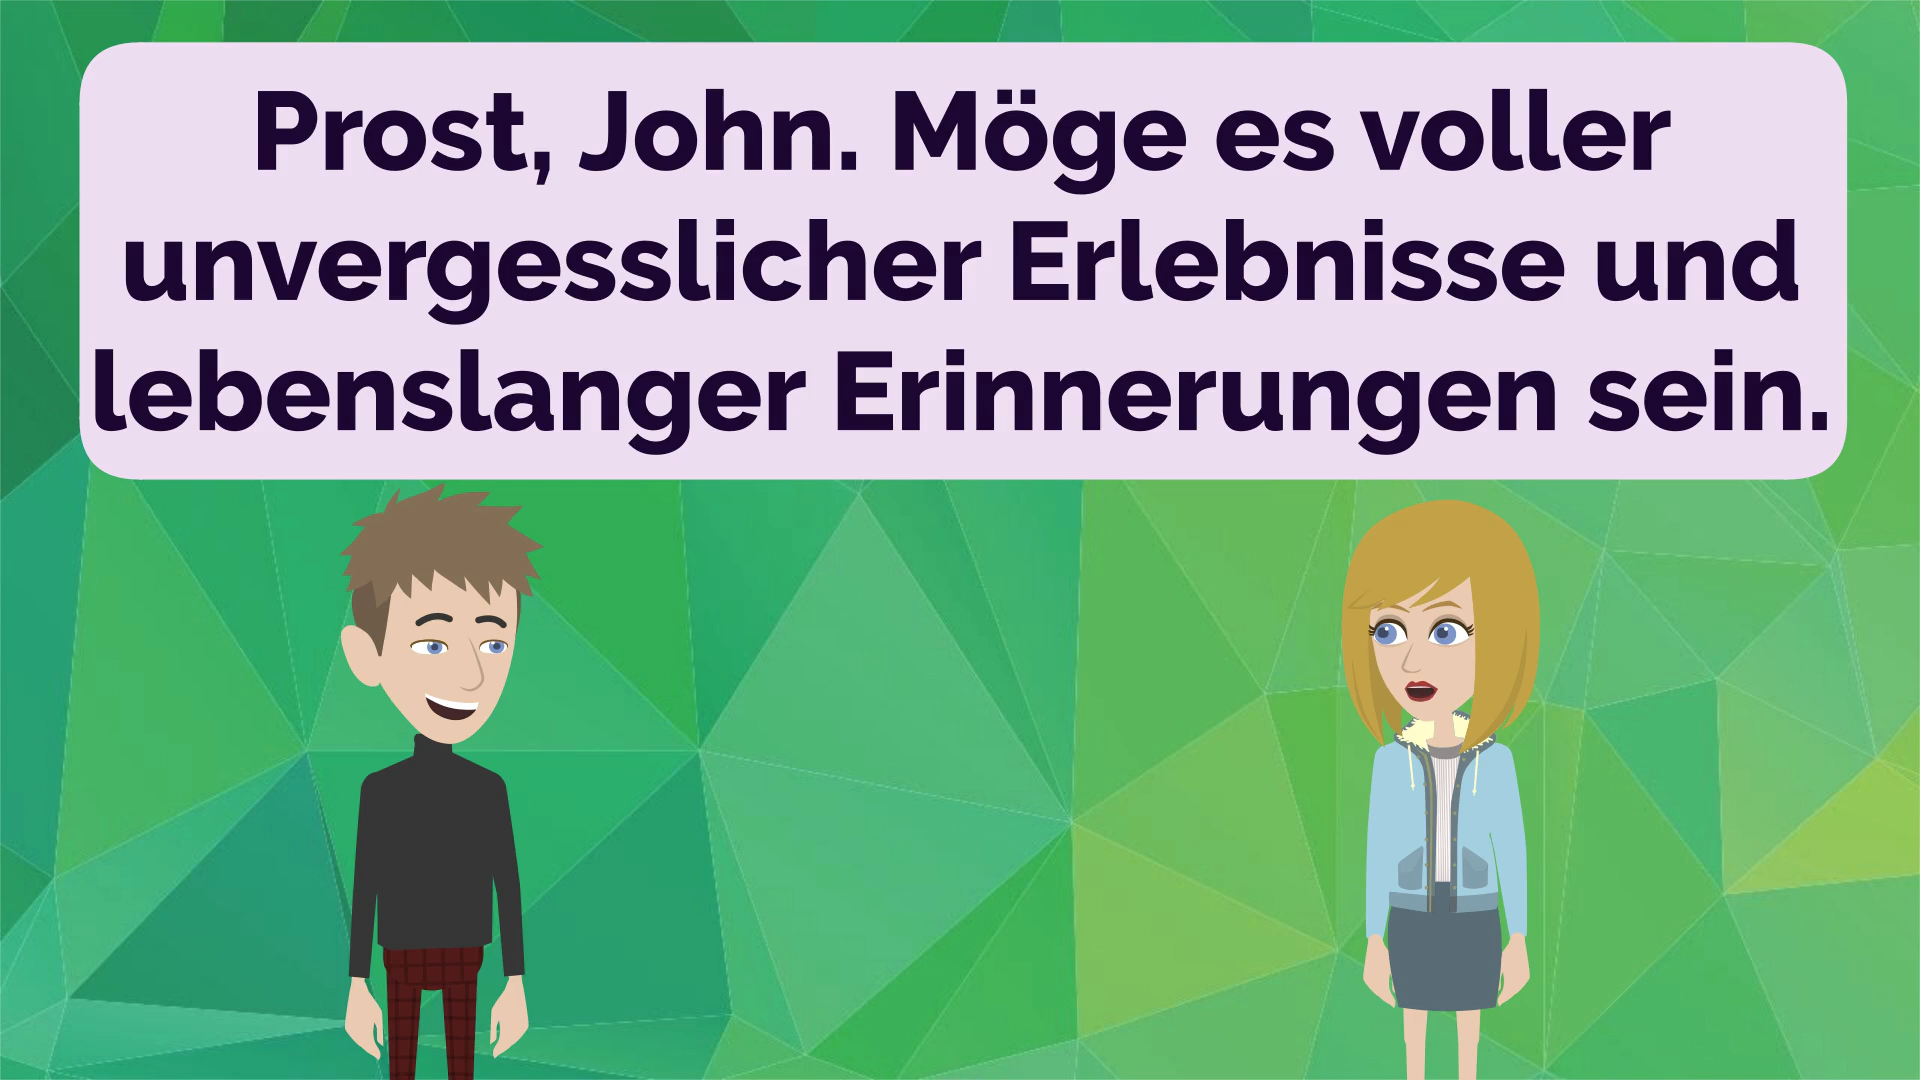 Prost, John. Möge es voller
unvergesslicher Erlebnisse und
lebenslanger Erinnerungen sein.